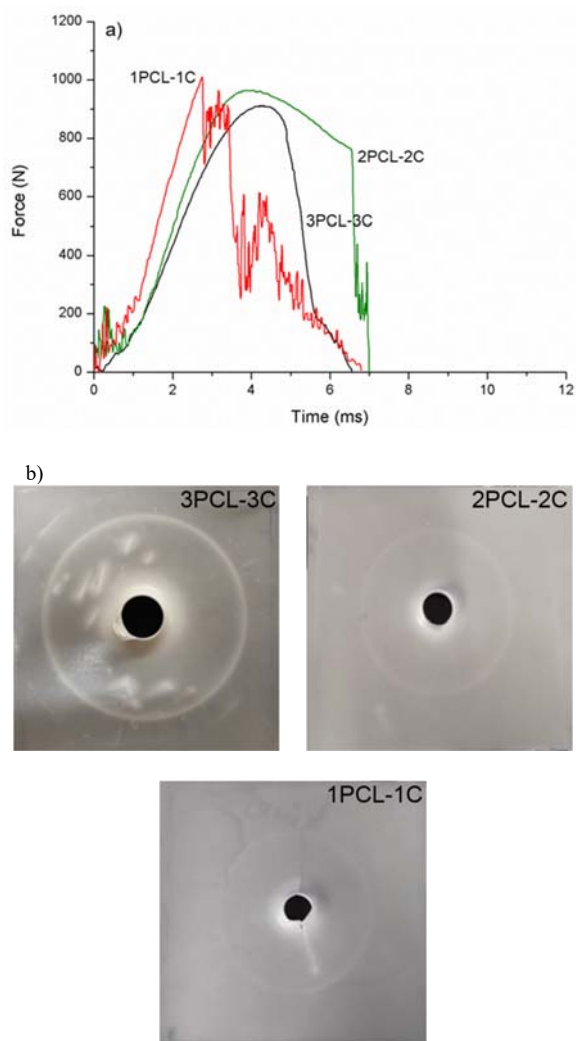 a)
1200
1PCL-1C
1000
800
2PCL-2C
600
3PCL-3C
400
200
0
Force (N)
0 2 4 6 8 10 12
Time (ms)
b)
3PCL-3C
2PCL-2C
1PCL-1C